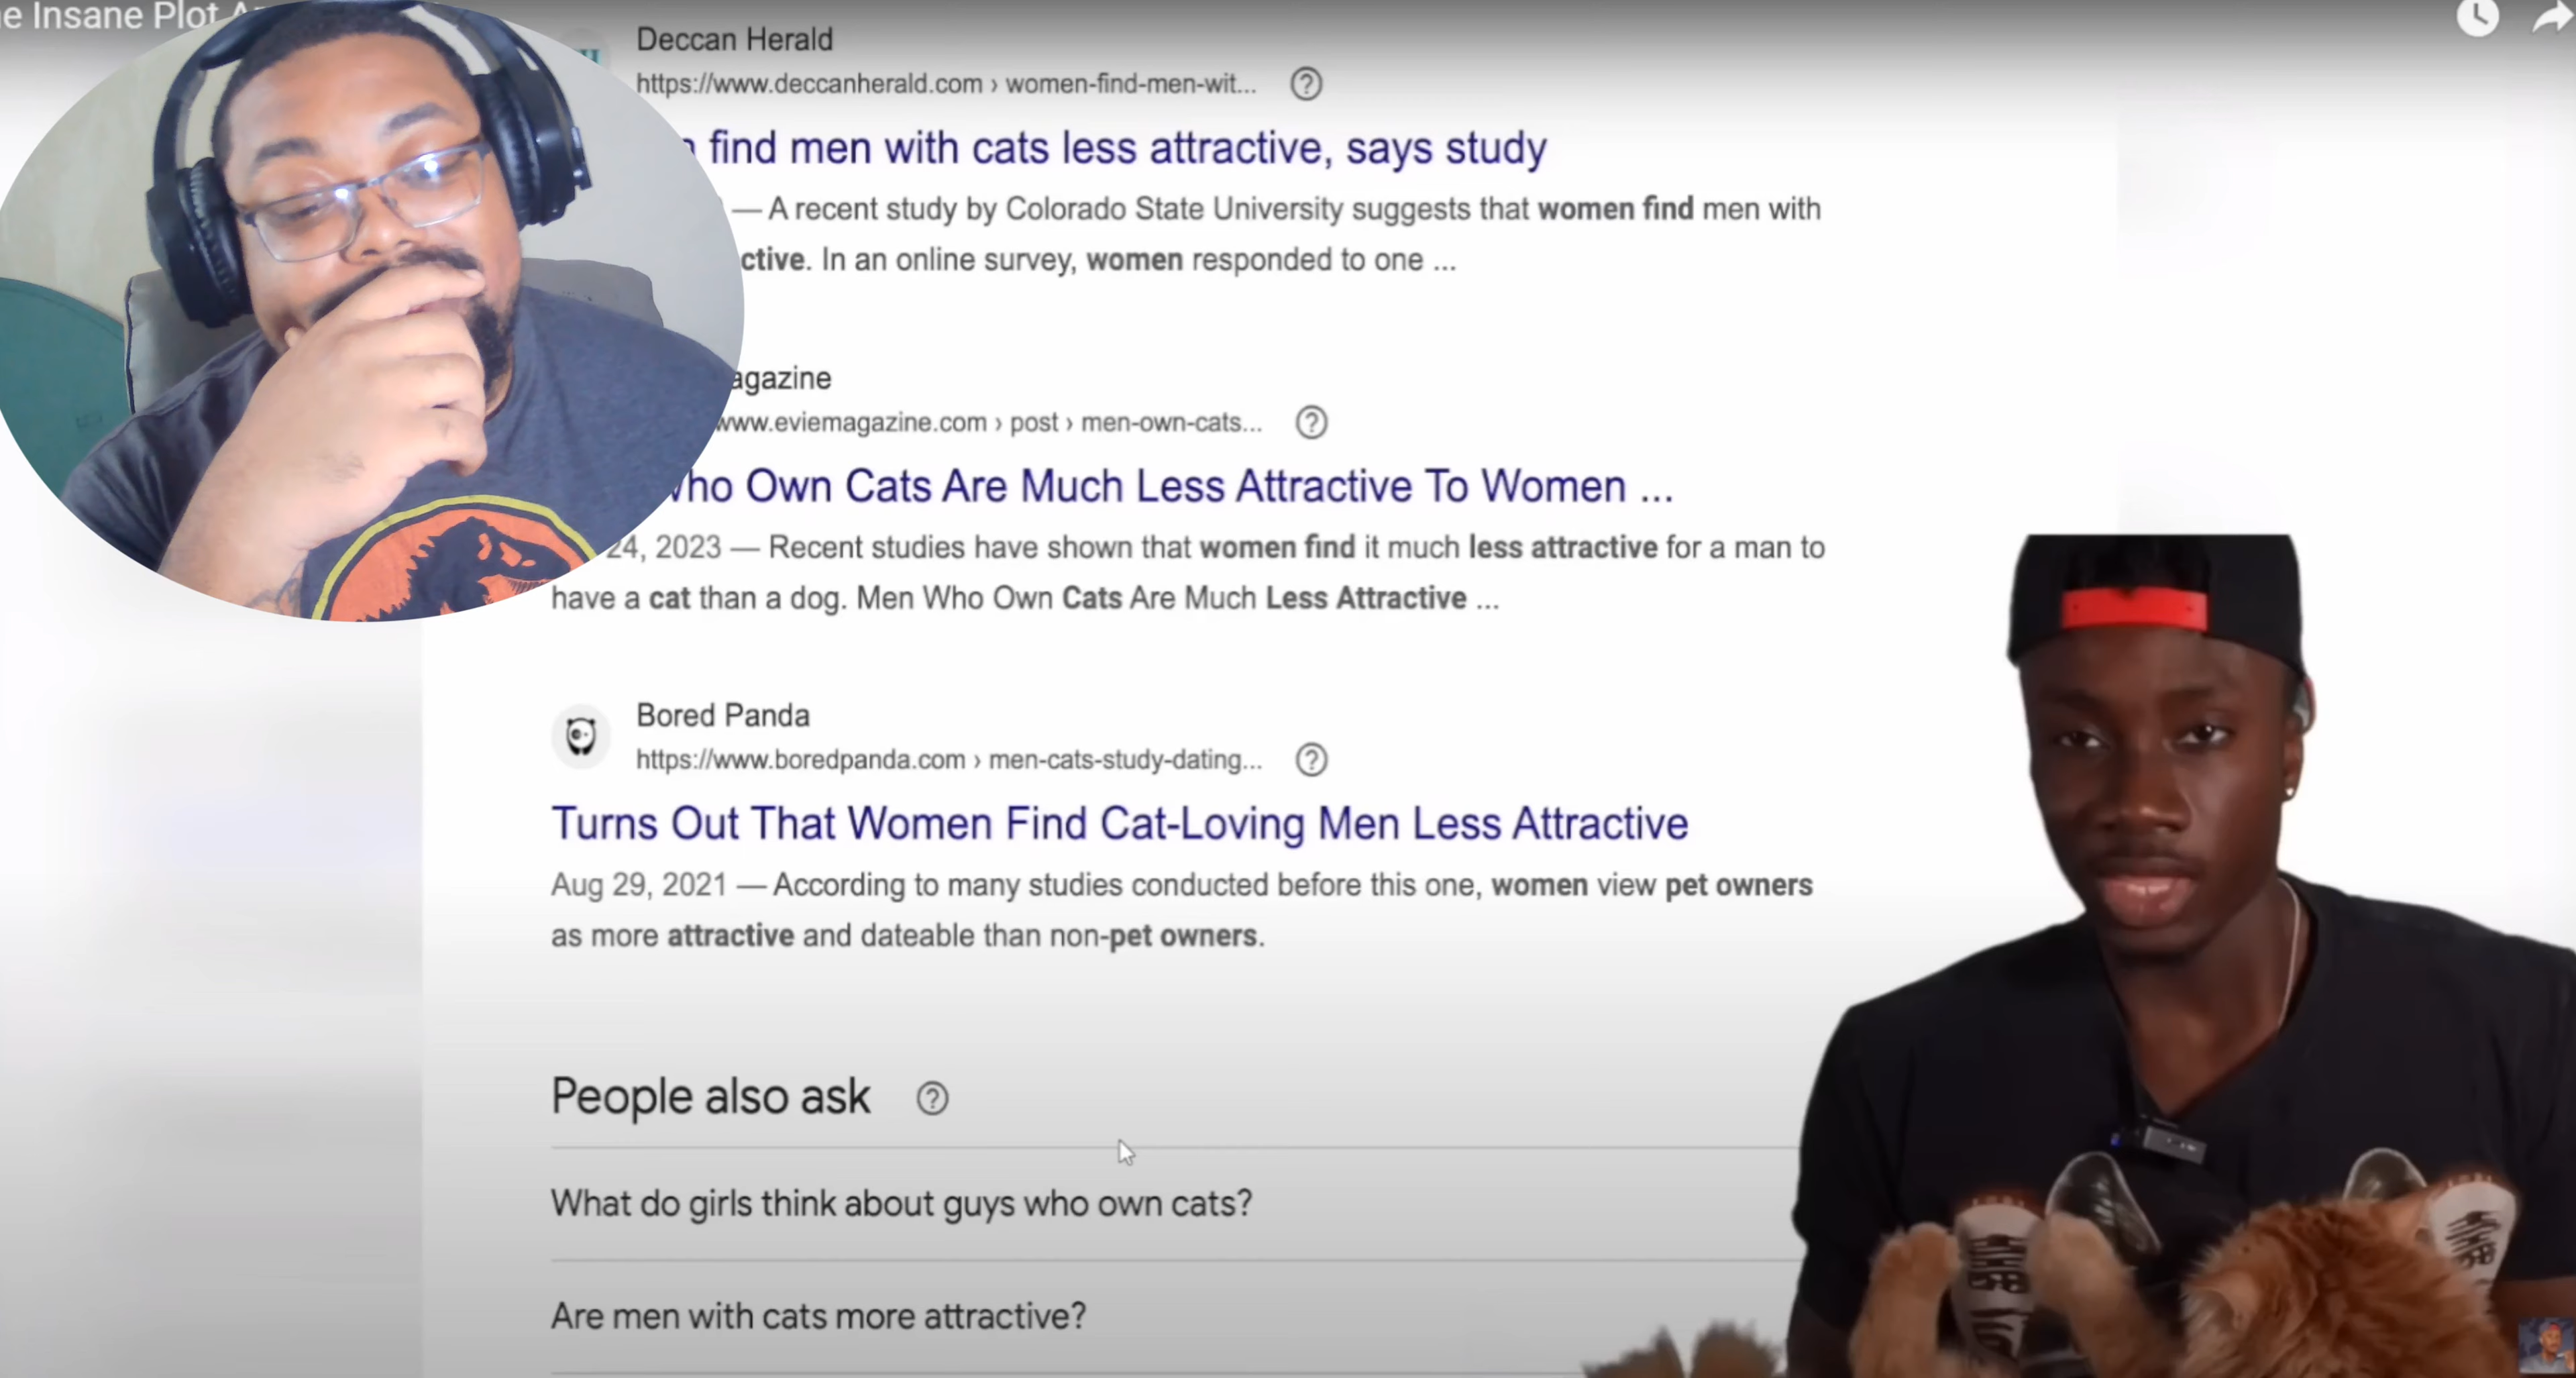 e Insane Plot
Deccan Herald
https://www.deccanherald.com › women-find-men-wit...
find men with cats less attractive, says study
— A recent study by Colorado State University suggests that women find men with
ctive. In an online survey, women responded to one ...
agazine
www.eviemagazine.com › post › men-own-cats...
Who Own Cats Are Much Less Attractive To Women ...
24, 2023 — Recent studies have shown that women find it much less attractive for a man to
have a cat than a dog. Men Who Own Cats Are Much Less Attractive ...
Bored Panda
https://www.boredpanda.com › men-cats-study-dating...
Turns Out That Women Find Cat-Loving Men Less Attractive
Aug 29, 2021 — According to many studies conducted before this one, women view pet owners
as more attractive and dateable than non-pet owners.
People also ask
What do girls think about guys who own cats?
Are men with cats more attractive?